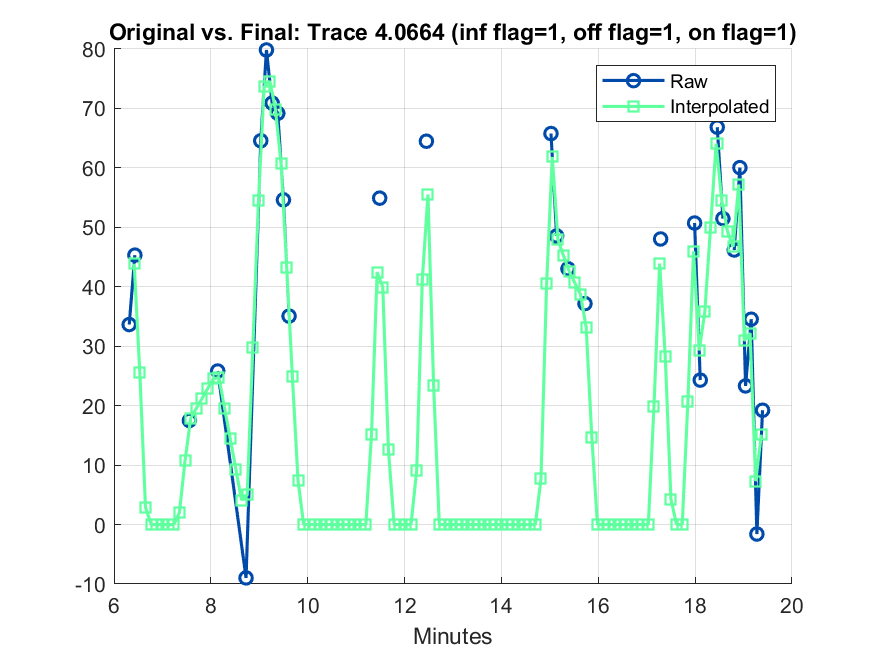 Original vs. Final: Trace 4.0664 (inf flag=1, off flag=1, on flag=1)
Raw
Interpolated
80
70
60
50
40
30
20
10
0
-10
6 8 10 12 14 16 18 20
Minutes